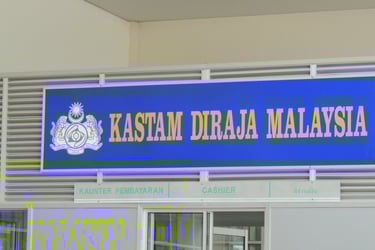 KASTAM DIRAJA MALAYSIA
KAUNTER PEMBAYARAN CASHIER